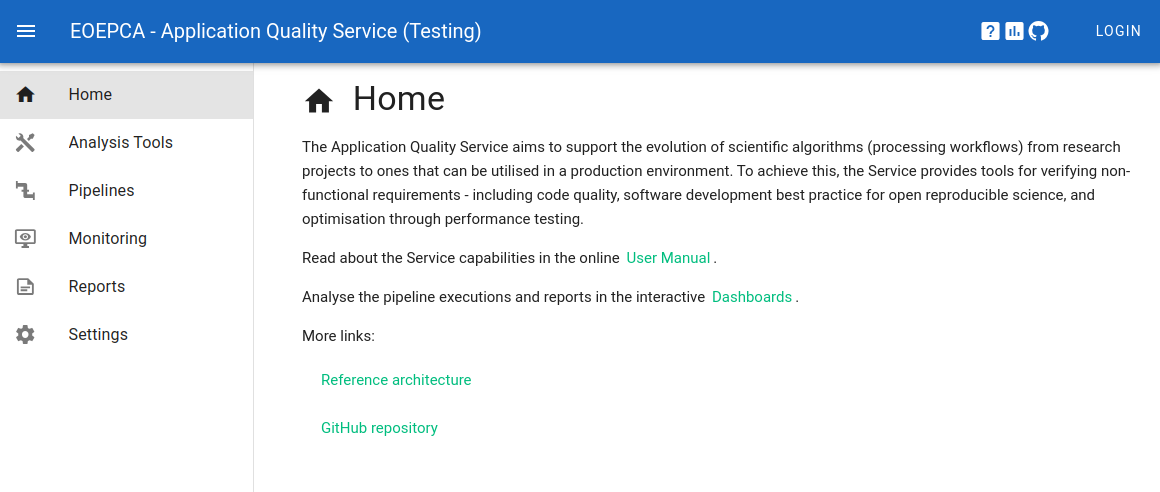 EOEPCA - Application Quality Service (Testing)
LOGIN
Home
Analysis Tools
Pipelines
Monitoring
Reports
Settings
Home
The Application Quality Service aims to support the evolution of scientific algorithms (processing workflows) from research
projects to ones that can be utilised in a production environment. To achieve this, the Service provides tools for verifying non-
functional requirements - including code quality, software development best practice for open reproducible science, and
optimisation through performance testing.
Read about the Service capabilities in the online User Manual .
Analyse the pipeline executions and reports in the interactive Dashboards .
More links:
Reference architecture
GitHub repository